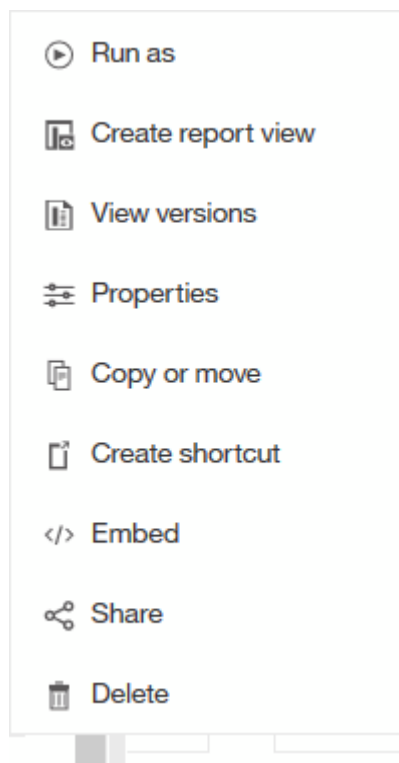 Run as
Create report view
View versions
Properties
Copy or move
Create shortcut
Embed
Share
Delete